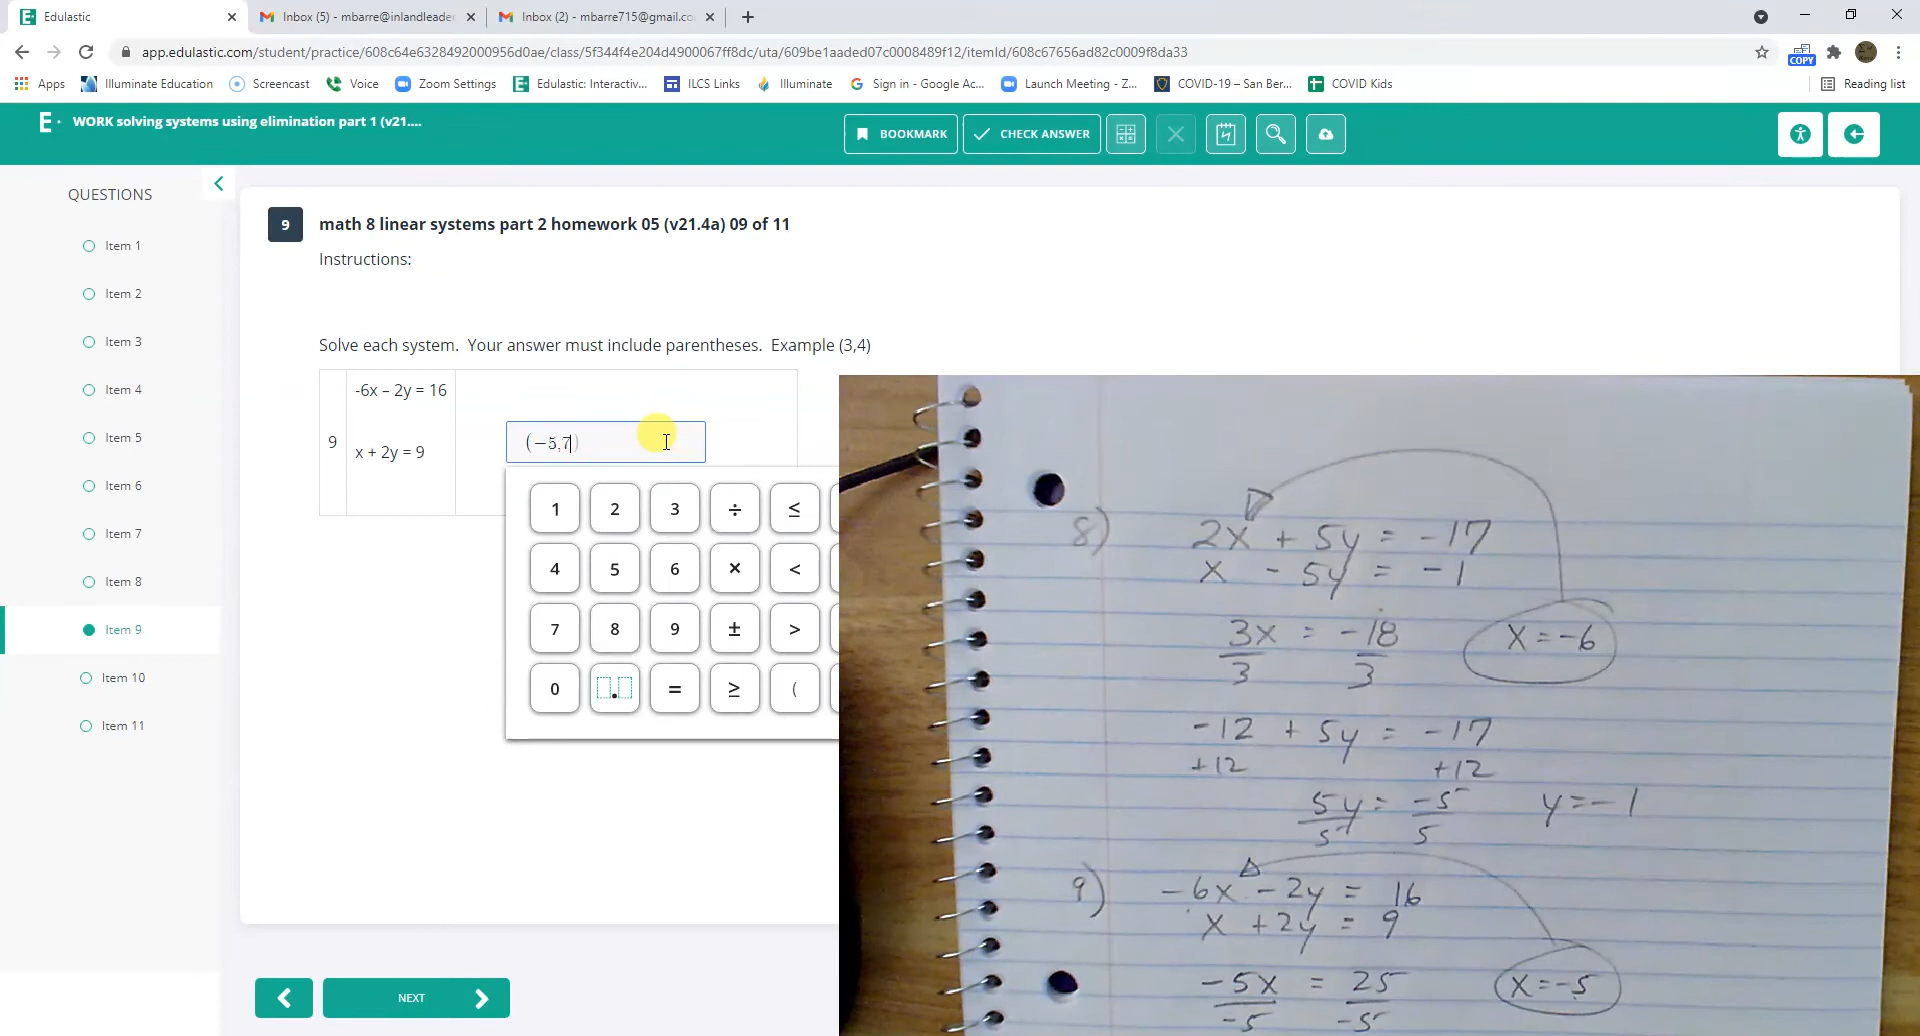 Edulastic
Inbox (5) - mbarre@inlandleade
Inbox (2) - mbarre715@gmail.co
app.edulastic.com/student/practice/608c64e6328492000956d0ae/class/5f344f4e204d4900067ff8dc/uta/609be1aaded07c0008489f12/itemId/608c67656ad82c0009f8da33
COPY
Apps
Illuminate Education
Screencast
Voice
Zoom Settings
Edulastic: Interactiv...
ILCS Links
Illuminate
Sign in - Google Ac...
Launch Meeting - Z...
COVID-19 – San Ber...
COVID Kids
Reading list
E
WORK solving systems using elimination part 1 (v21....
BOOKMARK
CHECK ANSWER
QUESTIONS
Item 1
Item 2
Item 3
Item 4
Item 5
Item 6
Item 7
Item 8
Item 9
Item 10
Item 11
9
math 8 linear systems part 2 homework 05 (v21.4a) 09 of 11
Instructions:
Solve each system. Your answer must include parentheses. Example (3,4)
9
-6x – 2y = 16
x + 2y = 9
(−5,7)
1 2 3 ÷ ≤
4 5 6 × <
7 8 9 ± >
0 . = ≥ (
NEXT
8) 2x + 5y = -17
x - 5y = -1
3x = -18 x = -6
3 3
-12 + 5y = -17
+12 +12
5y = -5 y = -1
5 5
9) -6x - 2y = 16
x + 2y = 9
-5x = 25 x = -5
-5 -5